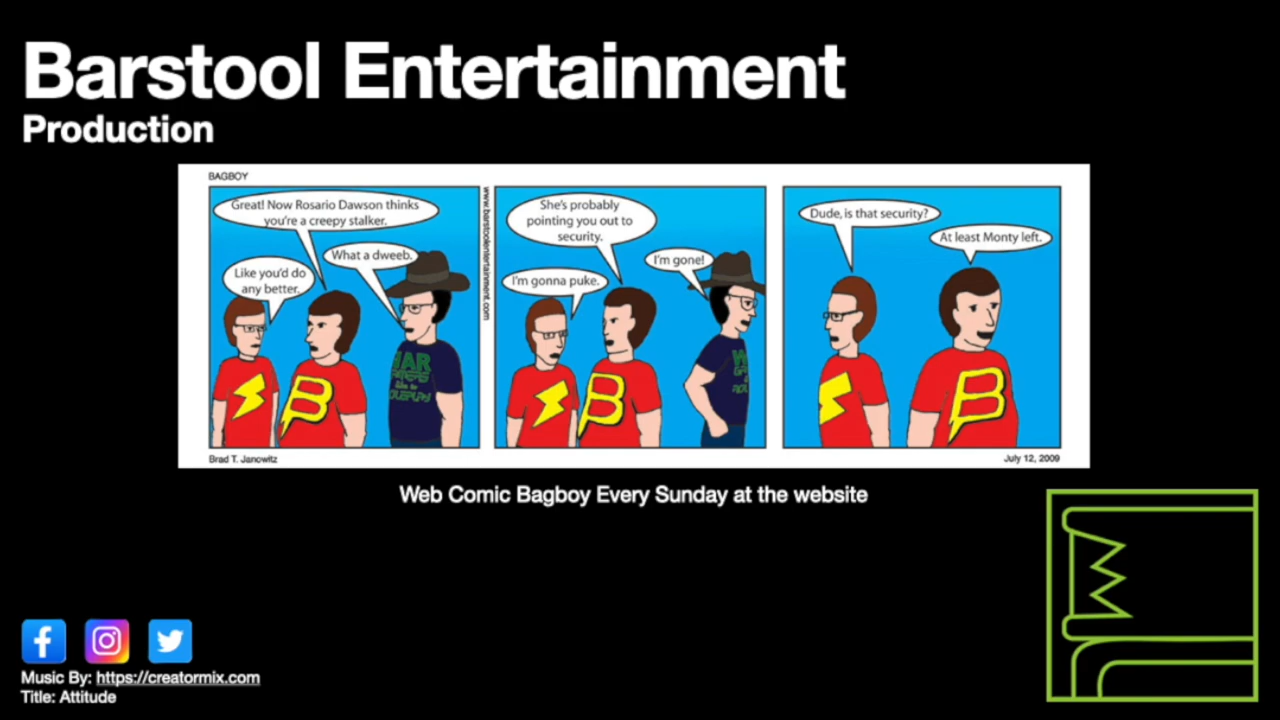 Barstool Entertainment
Production
BAGBOY
Great! Now Rosario Dawson thinks
you're a creepy stalker.
What a dweeb.
Like you'd do
any better.
www.barstoolentertainment.com
She's probably
pointing you out to
security.
I'm gone!
I'm gonna puke.
Dude, is that security?
At least Monty left.
Brad T. Janowitz
July 12, 2009
Web Comic Bagboy Every Sunday at the website
Music By: https://creatormix.com
Title: Attitude